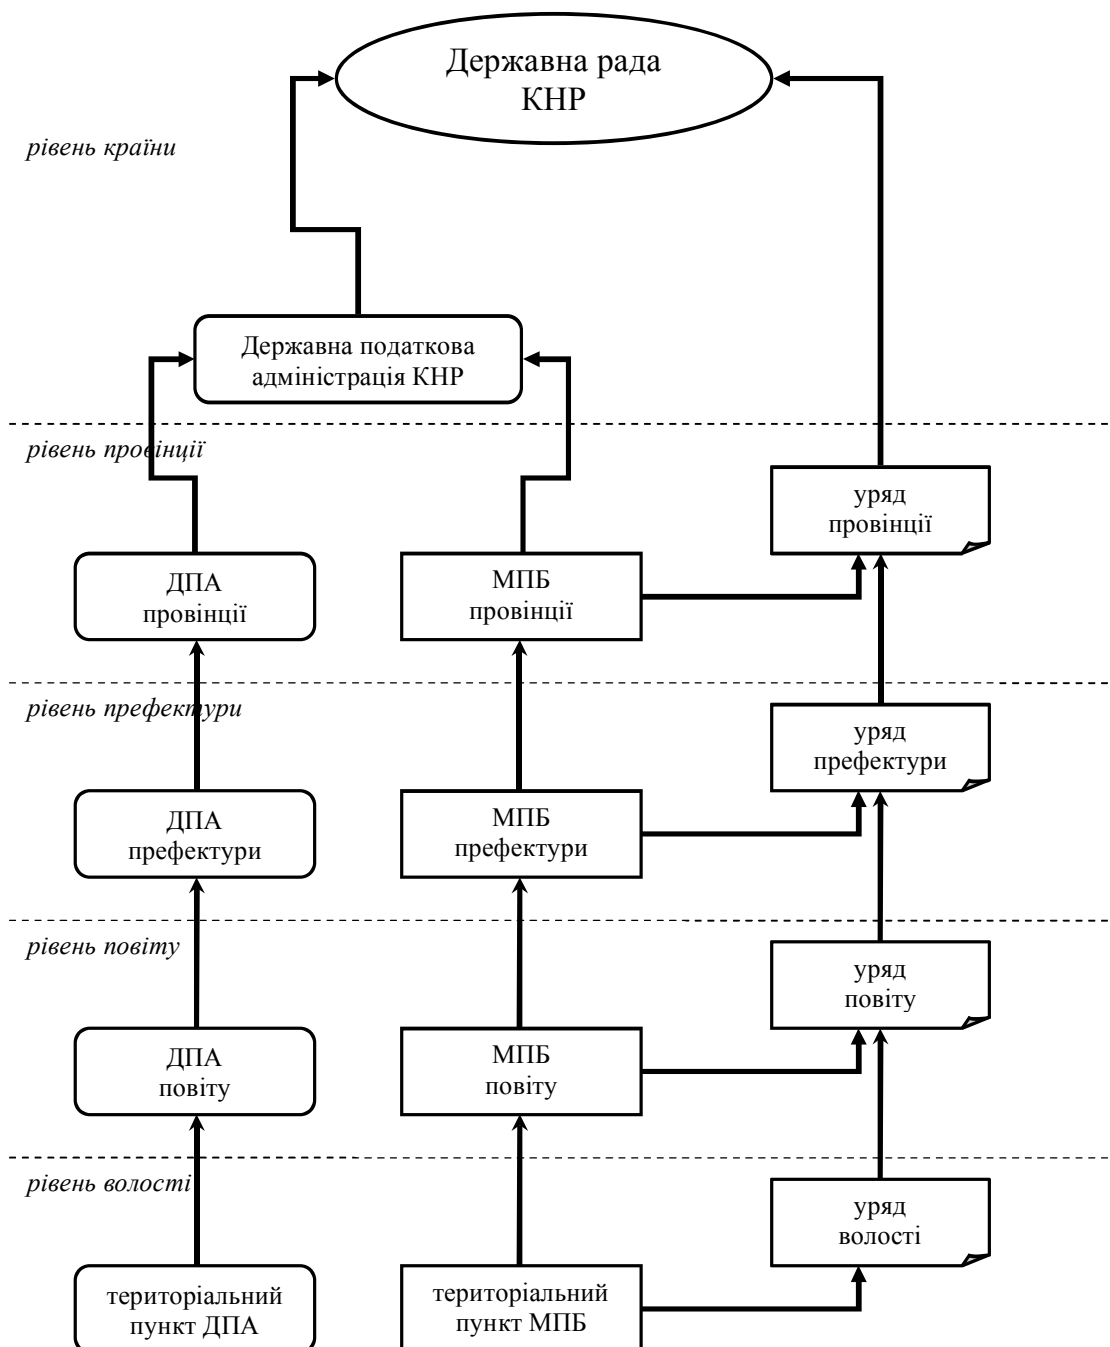 Державна рада
КНР
рівень країни
Державна податкова
адміністрація КНР
рівень провінції
уряд
провінції
ДПА
провінції
МПБ
провінції
рівень префектури
уряд
префектури
ДПА
префектури
МПБ
префектури
рівень повіту
уряд
повіту
ДПА
повіту
МПБ
повіту
рівень волості
уряд
волості
територіальний
пункт ДПА
територіальний
пункт МПБ